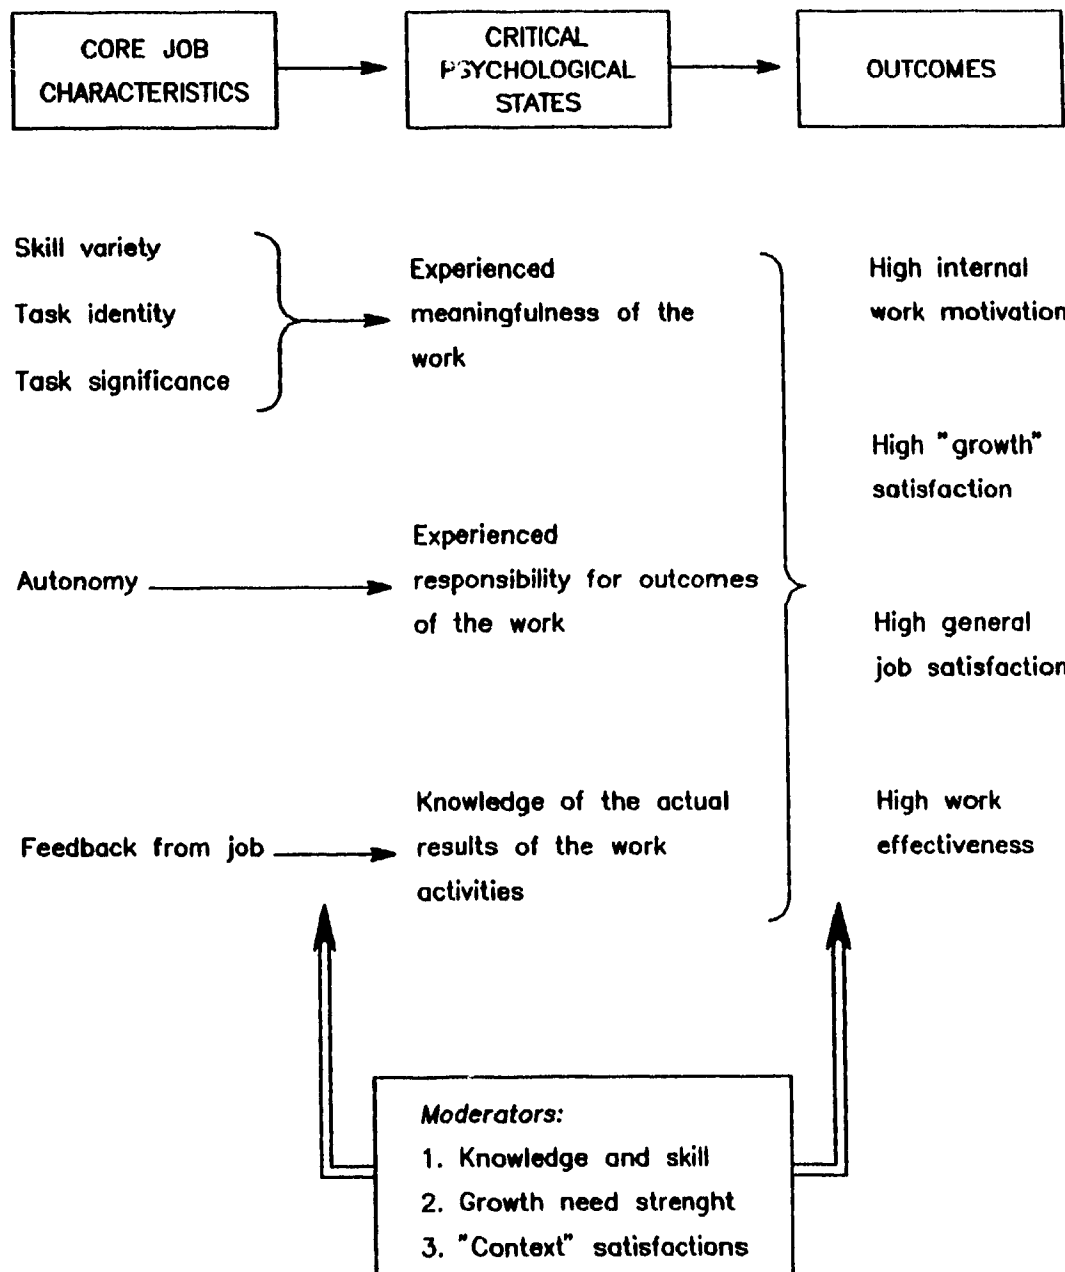 CORE JOB
CHARACTERISTICS
CRITICAL
PSYCHOLOGICAL
STATES
OUTCOMES
Skill variety
Task identity
Task significance
Experienced
meaningfulness of the
work
High internal
work motivation
High "growth"
satisfaction
Autonomy
Experienced
responsibility for outcomes
of the work
High general
job satisfaction
Feedback from job
Knowledge of the actual
results of the work
activities
High work
effectiveness
Moderators:
1. Knowledge and skill
2. Growth need strenght
3. "Context" satisfactions